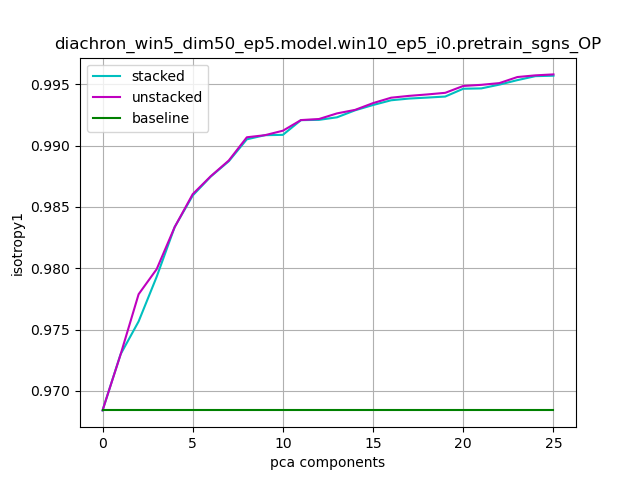 diachron_win5_dim50_ep5.model.win10_ep5_i0.pretrain_sgns_OP
stacked
unstacked
baseline
0.995
0.990
0.985
0.980
0.975
0.970
isotropy1
0 5 10 15 20 25
pca components